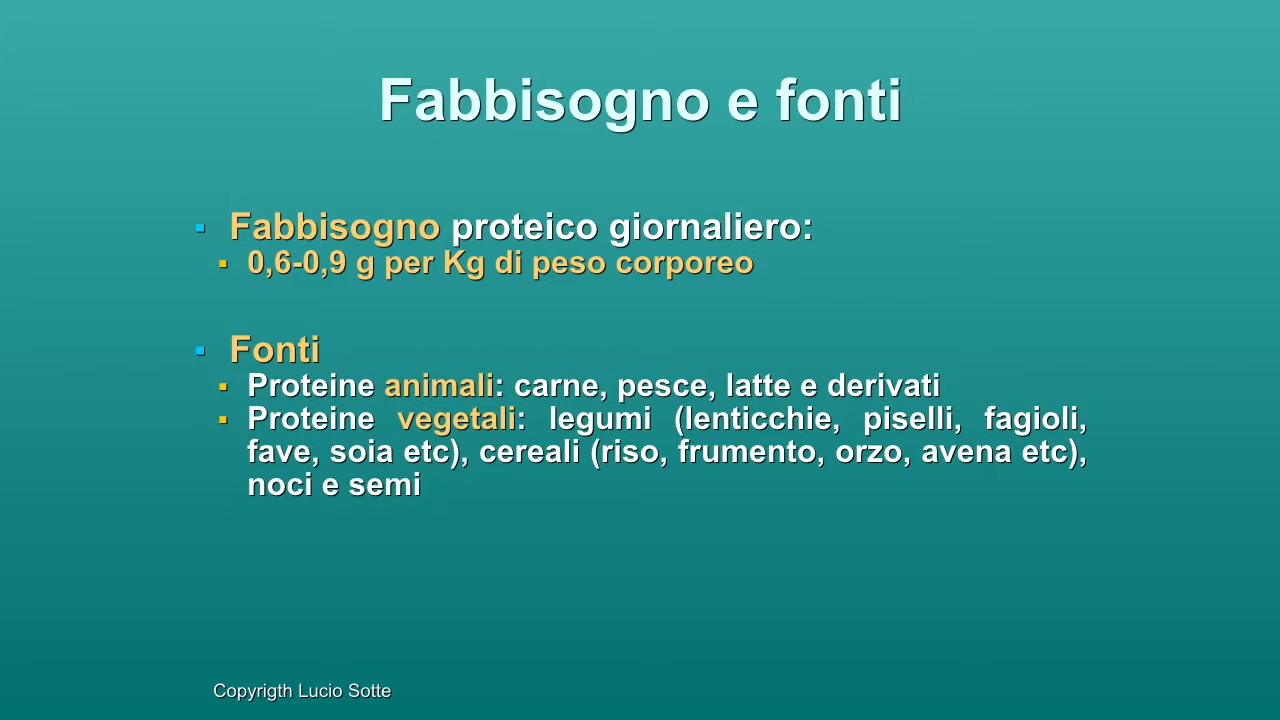 Fabbisogno e fonti
▪ Fabbisogno proteico giornaliero:
▪ 0,6-0,9 g per Kg di peso corporeo
▪ Fonti
▪ Proteine animali: carne, pesce, latte e derivati
▪ Proteine vegetali: legumi (lenticchie, piselli, fagioli,
fave, soia etc), cereali (riso, frumento, orzo, avena etc),
noci e semi
Copyrigth Lucio Sotte